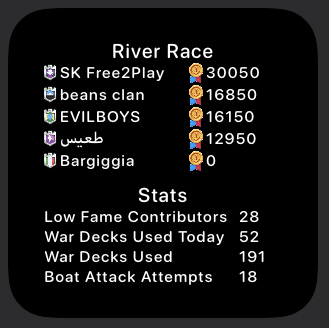 River Race
SK Free2Play 30050
beans clan 16850
EVILBOYS 16150
طعيس 12950
Bargiggia 0
Stats
Low Fame Contributors 28
War Decks Used Today 52
War Decks Used 191
Boat Attack Attempts 18